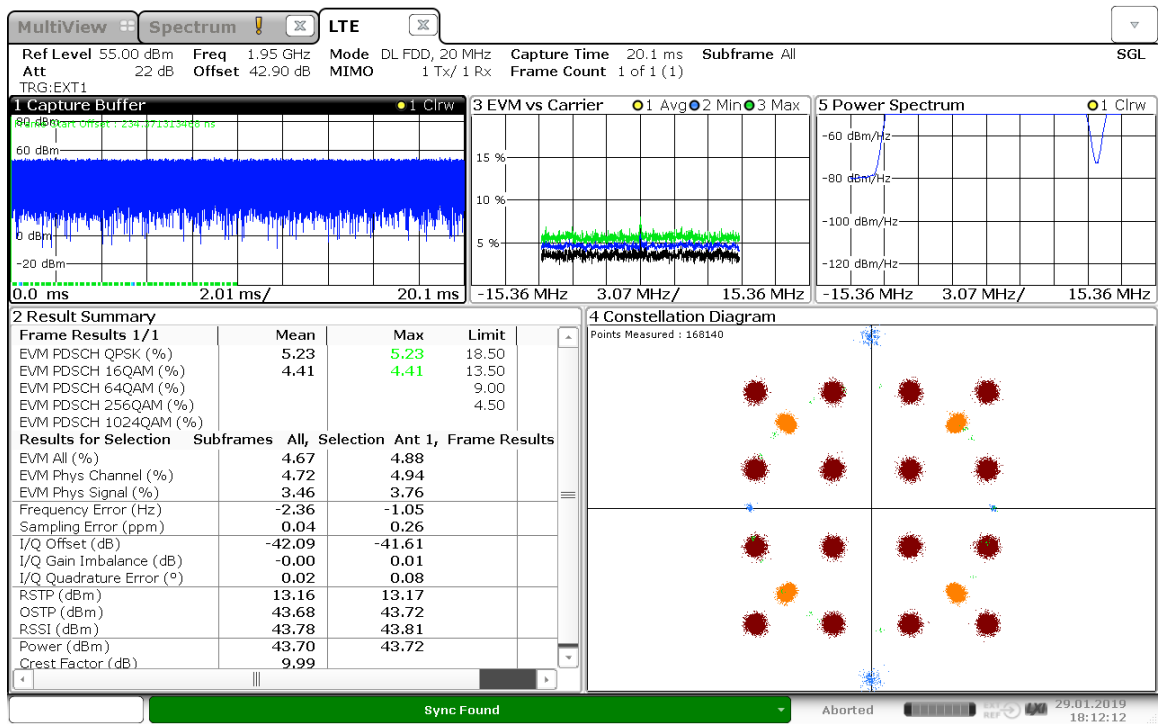 MultiView Spectrum LTE
Ref Level 55.00 dBm Freq 1.95 GHz Mode DL FDD, 20 MHz Capture Time 20.1 ms Subframe All SGL
Att 22 dB Offset 42.90 dB MIMO 1 Tx/ 1 Rx Frame Count 1 of 1 (1)
TRG:EXT1
1 Capture Buffer 1 Clrw
80 dBm
Frame Start Offset : 234.371313468 ns
60 dBm
0 dBm
-20 dBm
0.0 ms 2.01 ms/ 20.1 ms
3 EVM vs Carrier 1 Avg 2 Min 3 Max
15 %
10 %
5 %
-15.36 MHz 3.07 MHz/ 15.36 MHz
5 Power Spectrum 1 Clrw
-60 dBm/Hz
-80 dBm/Hz
-100 dBm/Hz
-120 dBm/Hz
-15.36 MHz 3.07 MHz/ 15.36 MHz
2 Result Summary
Frame Results 1/1 Mean Max Limit
EVM PDSCH QPSK (%) 5.23 5.23 18.50
EVM PDSCH 16QAM (%) 4.41 4.41 13.50
EVM PDSCH 64QAM (%) 9.00
EVM PDSCH 256QAM (%) 4.50
EVM PDSCH 1024QAM (%)
Results for Selection Subframes All, Selection Ant 1, Frame Results
EVM All (%) 4.67 4.88
EVM Phys Channel (%) 4.72 4.94
EVM Phys Signal (%) 3.46 3.76
Frequency Error (Hz) -2.36 -1.05
Sampling Error (ppm) 0.04 0.26
I/Q Offset (dB) -42.09 -41.61
I/Q Gain Imbalance (dB) -0.00 0.01
I/Q Quadrature Error (°) 0.02 0.08
RSTP (dBm) 13.16 13.17
OSTP (dBm) 43.68 43.72
RSSI (dBm) 43.78 43.81
Power (dBm) 43.70 43.72
Crest Factor (dB) 9.99
4 Constellation Diagram
Points Measured : 168140
Sync Found
Aborted
EXT
REF
LXI
29.01.2019
18:12:12